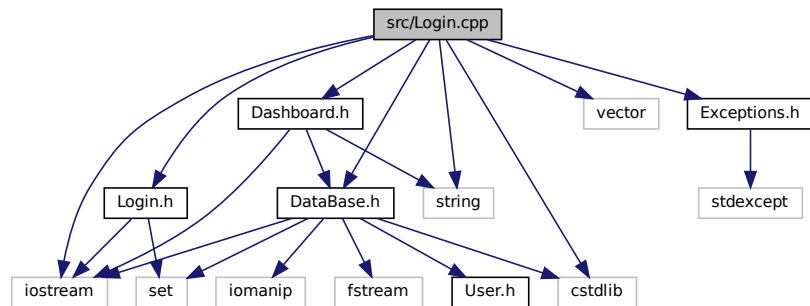 src/Login.cpp
Dashboard.h
vector
Exceptions.h
Login.h
DataBase.h
string
stdexcept
iostream
set
iomanip
fstream
User.h
cstdlib